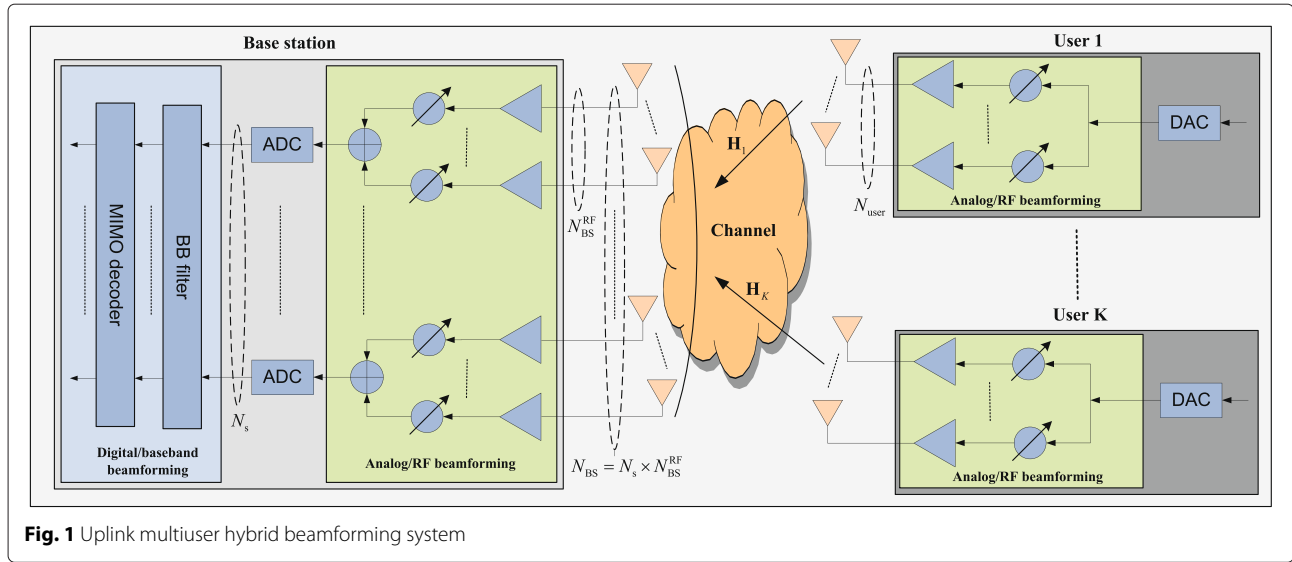 Base station
MIMO decoder
BB filter
Digital/baseband
beamforming
N_s
ADC
ADC
Analog/RF beamforming
N_BS^RF
N_BS = N_s × N_BS^RF
Channel
H_1
H_K
N_user
User 1
DAC
Analog/RF beamforming
User K
DAC
Analog/RF beamforming
Fig. 1 Uplink multiuser hybrid beamforming system